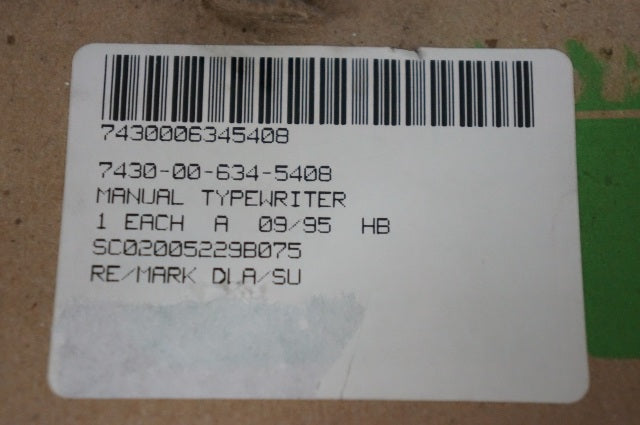 7430006345408
7430-00-634-5408
MANUAL TYPEWRITER
1 EACH A 09/95 HB
SC02005229B075
RE/MARK DLA/SU